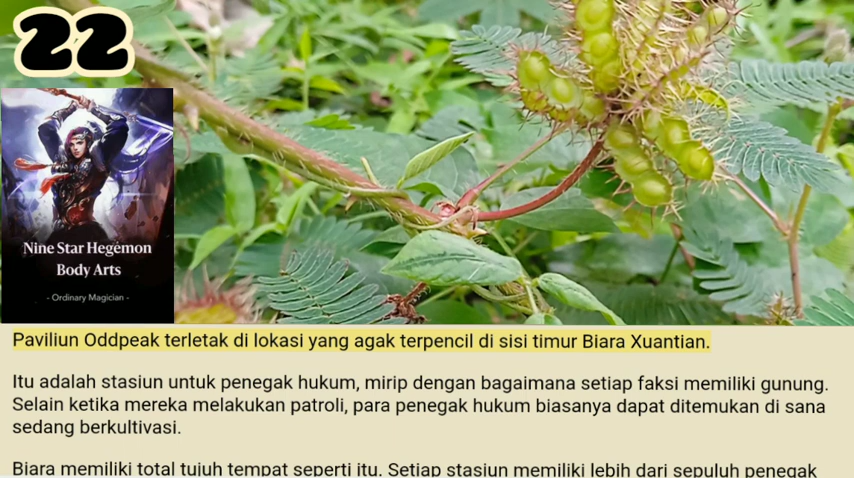 22
Nine Star Hegemon
Body Arts
- Ordinary Magician -
Paviliun Oddpeak terletak di lokasi yang agak terpencil di sisi timur Biara Xuantian.
Itu adalah stasiun untuk penegak hukum, mirip dengan bagaimana setiap faksi memiliki gunung.
Selain ketika mereka melakukan patroli, para penegak hukum biasanya dapat ditemukan di sana
sedang berkultivasi.
Biara memiliki total tujuh tempat seperti itu. Setiap stasiun memiliki lebih dari sepuluh penegak